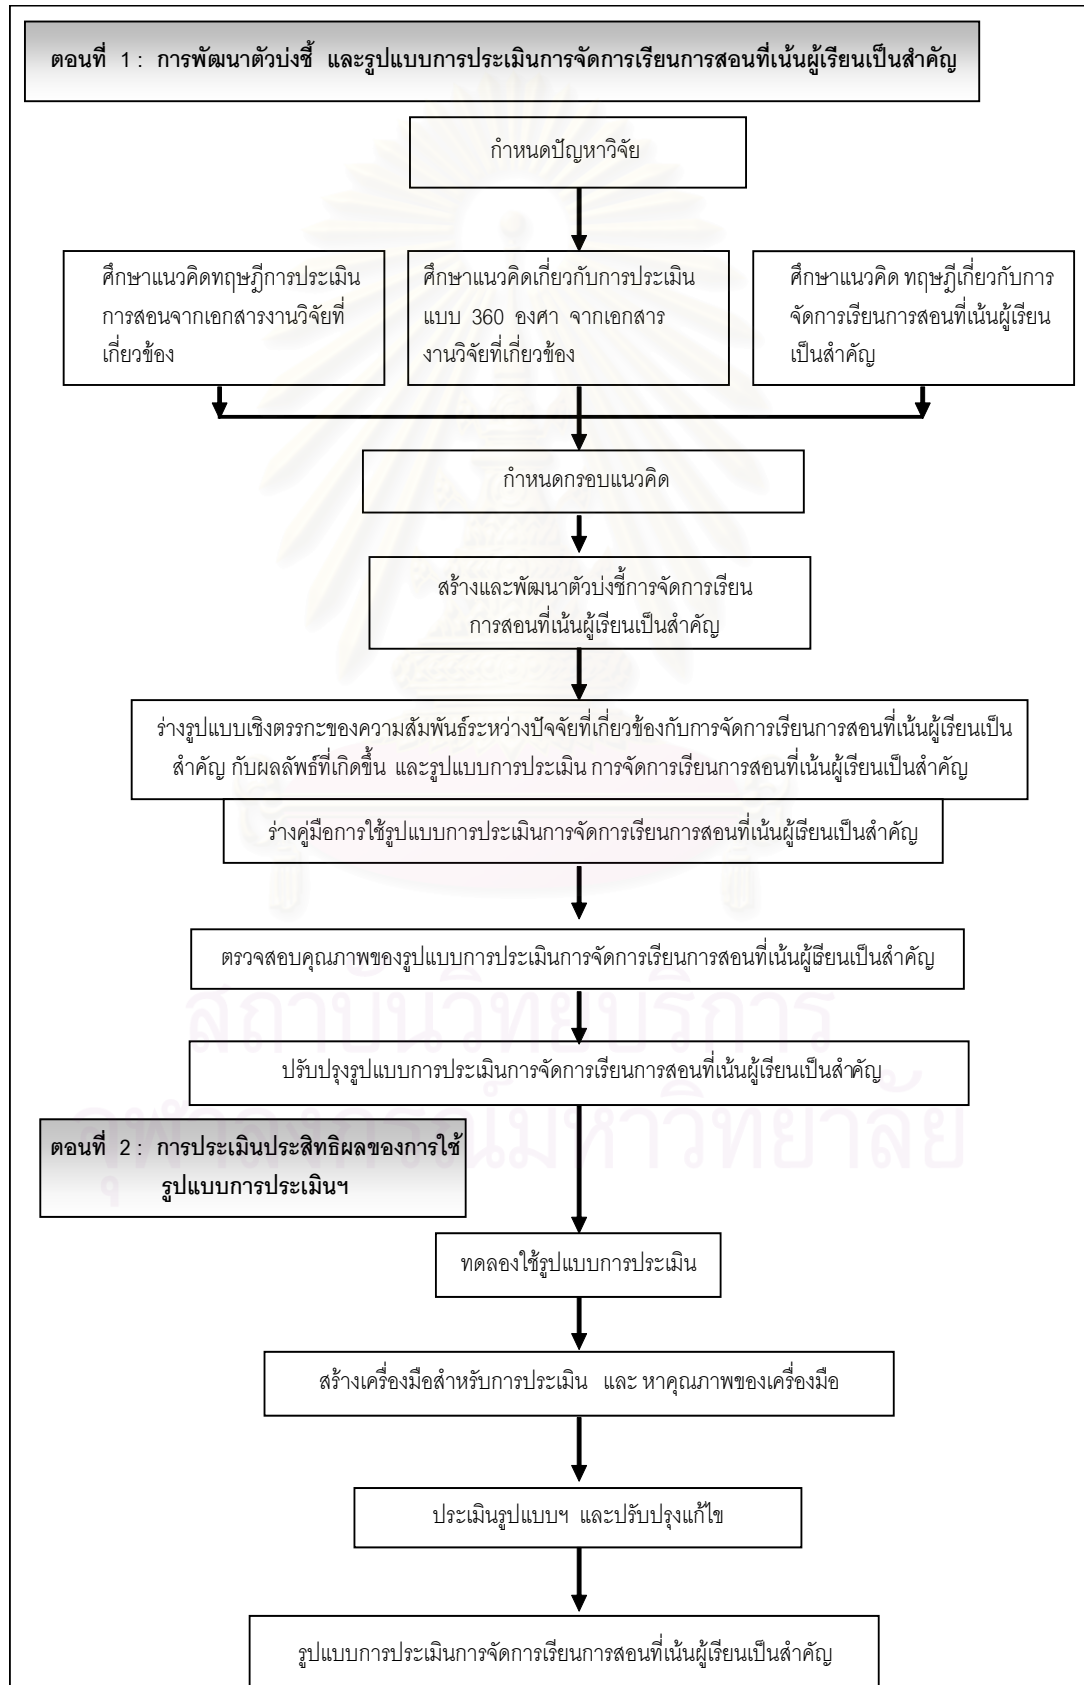 ตอนที่ 1 : การพัฒนาตัวบ่งชี้ และรูปแบบการประเมินการจัดการเรียนการสอนที่เน้นผู้เรียนเป็นสำคัญ
กำหนดปัญหาวิจัย
ศึกษาแนวคิดทฤษฎีการประเมิน
การสอนจากเอกสารงานวิจัยที่
เกี่ยวข้อง
ศึกษาแนวคิดเกี่ยวกับการประเมิน
แบบ 360 องศา จากเอกสาร
งานวิจัยที่เกี่ยวข้อง
ศึกษาแนวคิด ทฤษฎีเกี่ยวกับการ
จัดการเรียนการสอนที่เน้นผู้เรียน
เป็นสำคัญ
กำหนดกรอบแนวคิด
สร้างและพัฒนาตัวบ่งชี้การจัดการเรียน
การสอนที่เน้นผู้เรียนเป็นสำคัญ
ร่างรูปแบบเชิงตรรกะของความสัมพันธ์ระหว่างปัจจัยที่เกี่ยวข้องกับการจัดการเรียนการสอนที่เน้นผู้เรียนเป็น
สำคัญ กับผลลัพธ์ที่เกิดขึ้น และรูปแบบการประเมิน การจัดการเรียนการสอนที่เน้นผู้เรียนเป็นสำคัญ
ร่างคู่มือการใช้รูปแบบการประเมินการจัดการเรียนการสอนที่เน้นผู้เรียนเป็นสำคัญ
ตรวจสอบคุณภาพของรูปแบบการประเมินการจัดการเรียนการสอนที่เน้นผู้เรียนเป็นสำคัญ
สถาบันวิทยบริการ
ปรับปรุงรูปแบบการประเมินการจัดการเรียนการสอนที่เน้นผู้เรียนเป็นสำคัญ
จุฬาลงกรณ์มหาวิทยาลัย
ตอนที่ 2 : การประเมินประสิทธิผลของการใช้
รูปแบบการประเมินฯ
ทดลองใช้รูปแบบการประเมิน
สร้างเครื่องมือสำหรับการประเมิน และ หาคุณภาพของเครื่องมือ
ประเมินรูปแบบฯ และปรับปรุงแก้ไข
รูปแบบการประเมินการจัดการเรียนการสอนที่เน้นผู้เรียนเป็นสำคัญ